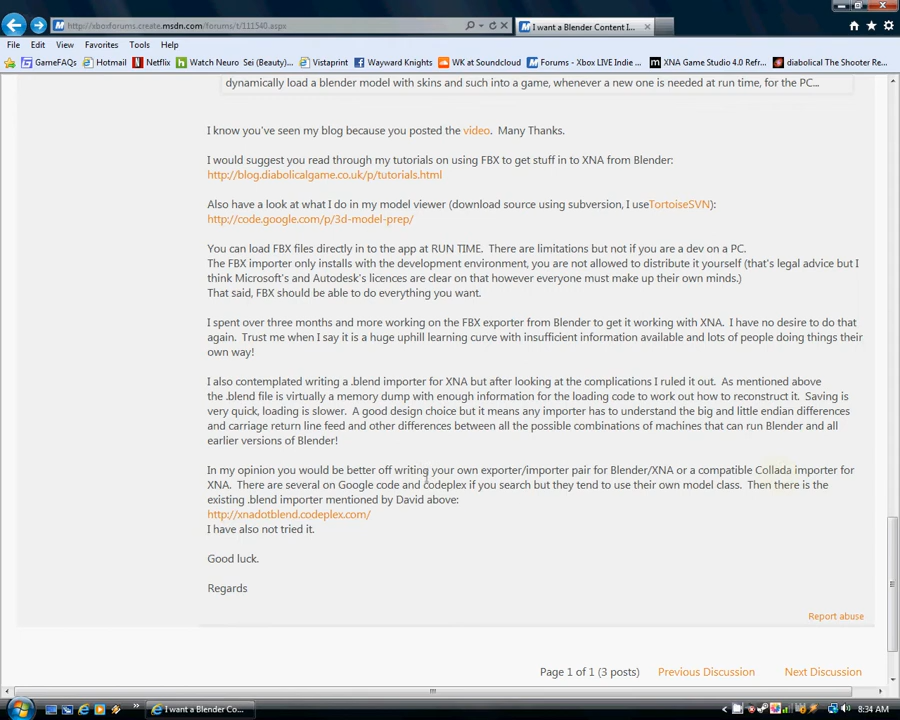 http://xboxforums.create.msdn.com/forums/t/111540.aspx
I want a Blender Content I...
File Edit View Favorites Tools Help
GameFAQs Hotmail Netflix Watch Neuro Sei (Beauty)... Vistaprint WK at Soundcloud Facebook Wayward Knights Forums - Xbox LIVE Indie ... XNA Game Studio 4.0 Refr... diabolical The Shooter Re...
dynamically load a blender model with skins and such into a game, whenever a new one is needed at run time, for the PC...
I know you've seen my blog because you posted the video. Many Thanks.
I would suggest you read through my tutorials on using FBX to get stuff in to XNA from Blender:
http://blog.diabolicalgame.co.uk/p/tutorials.html
Also have a look at what I do in my model viewer (download source using subversion, I useTortoiseSVN):
http://code.google.com/p/3d-model-prep/
You can load FBX files directly in to the app at RUN TIME. There are limitations but not if you are a dev on a PC.
The FBX importer only installs with the development environment, you are not allowed to distribute it yourself (that's legal advice but I
think Microsoft's and Autodesk's licences are clear on that however everyone must make up their own minds.)
That said, FBX should be able to do everything you want.
I spent over three months and more working on the FBX exporter from Blender to get it working with XNA. I have no desire to do that
again. Trust me when I say it is a huge uphill learning curve with insufficient information available and lots of people doing things their
own way!
I also contemplated writing a .blend importer for XNA but after looking at the complications I ruled it out. As mentioned above
the .blend file is virtually a memory dump with enough information for the loading code to work out how to reconstruct it. Saving is
very quick, loading is slower. A good design choice but it means any importer has to understand the big and little endian differences
and carriage return line feed and other differences between all the possible combinations of machines that can run Blender and all
earlier versions of Blender!
In my opinion you would be better off writing your own exporter/importer pair for Blender/XNA or a compatible Collada importer for
XNA. There are several on Google code and codeplex if you search but they tend to use their own model class. Then there is the
existing .blend importer mentioned by David above:
http://xnadotblend.codeplex.com/
I have also not tried it.
Good luck.
Regards
Report abuse
Page 1 of 1 (3 posts) Previous Discussion Next Discussion
I want a Blender Co... 8:34 AM